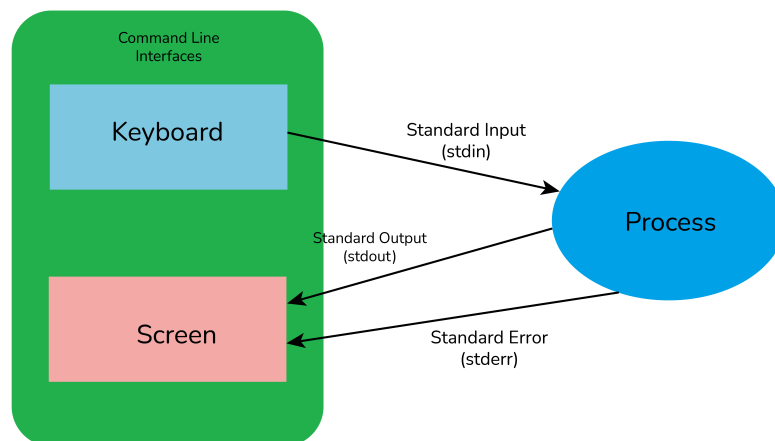 Command Line
Interfaces
Keyboard
Standard Input
(stdin)
Process
Standard Output
(stdout)
Screen
Standard Error
(stderr)